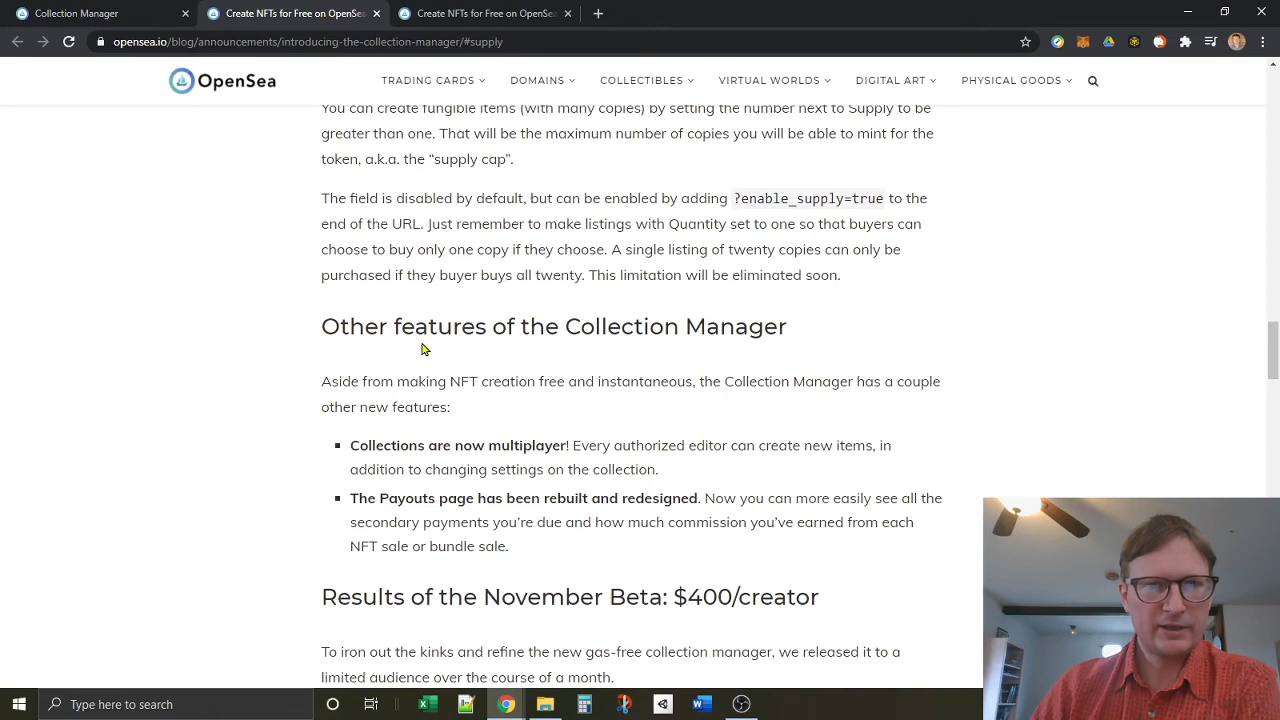 Collection Manager
Create NFTs for Free on OpenSea
Create NFTs for Free on OpenSea
opensea.io/blog/announcements/introducing-the-collection-manager/#supply
OpenSea
TRADING CARDS
DOMAINS
COLLECTIBLES
VIRTUAL WORLDS
DIGITAL ART
PHYSICAL GOODS
You can create fungible items (with many copies) by setting the number next to Supply to be
greater than one. That will be the maximum number of copies you will be able to mint for the
token, a.k.a. the “supply cap”.
The field is disabled by default, but can be enabled by adding ?enable_supply=true to the
end of the URL. Just remember to make listings with Quantity set to one so that buyers can
choose to buy only one copy if they choose. A single listing of twenty copies can only be
purchased if they buyer buys all twenty. This limitation will be eliminated soon.
Other features of the Collection Manager
Aside from making NFT creation free and instantaneous, the Collection Manager has a couple
other new features:
Collections are now multiplayer! Every authorized editor can create new items, in
addition to changing settings on the collection.
The Payouts page has been rebuilt and redesigned. Now you can more easily see all the
secondary payments you’re due and how much commission you’ve earned from each
NFT sale or bundle sale.
Results of the November Beta: $400/creator
To iron out the kinks and refine the new gas-free collection manager, we released it to a
limited audience over the course of a month.
Type here to search